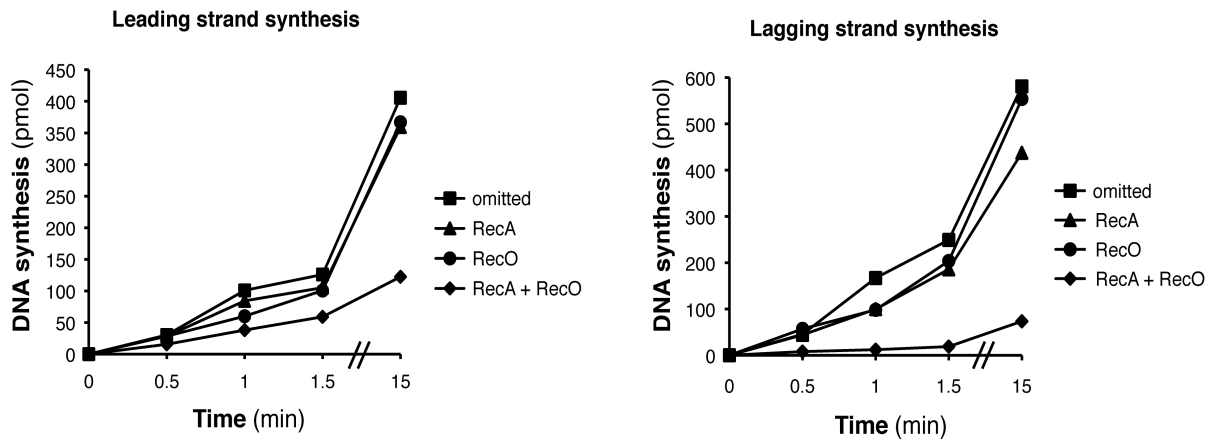 Leading strand synthesis
DNA synthesis (pmol)
450
400
350
300
250
200
150
100
50
0
0 0.5 1 1.5 15
Time (min)
omitted
RecA
RecO
RecA + RecO
Lagging strand synthesis
DNA synthesis (pmol)
600
500
400
300
200
100
0
0 0.5 1 1.5 15
Time (min)
omitted
RecA
RecO
RecA + RecO